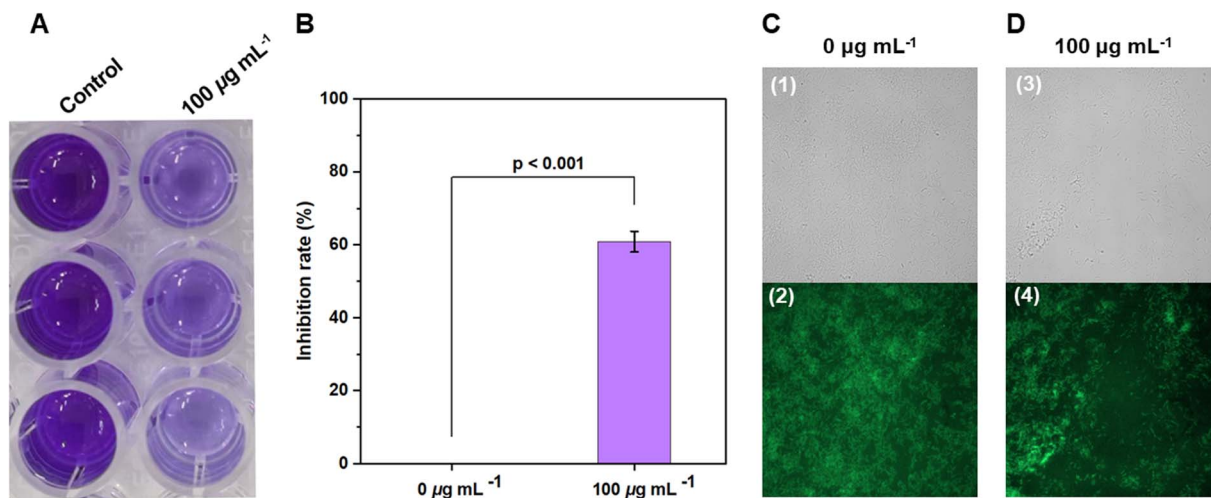 A
B
C
D
Control
100 µg mL⁻¹
0 µg mL⁻¹
100 µg mL⁻¹
100
80
60
40
20
0
Inhibition rate (%)
p < 0.001
0 µg mL⁻¹
100 µg mL⁻¹
(1)
(3)
(2)
(4)